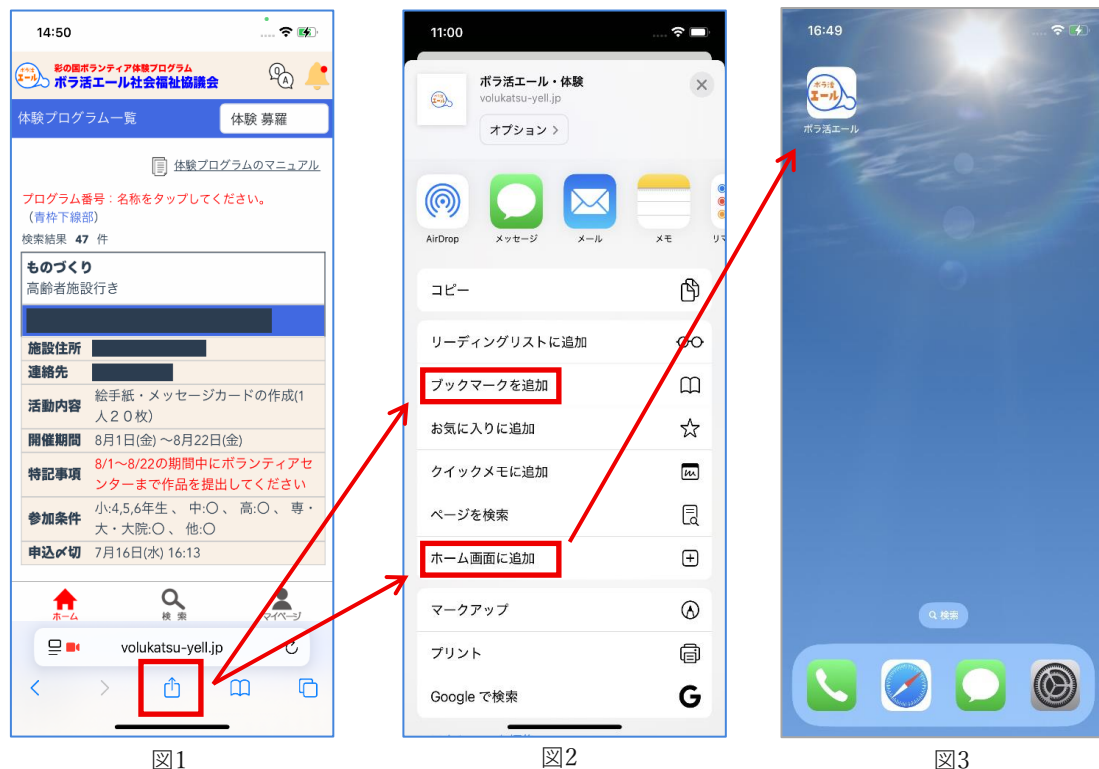 14:50
彩の国ボランティア体験プログラム
ボラ活エール社会福祉協議会
体験プログラム一覧
体験 募羅
体験プログラムのマニュアル
プログラム番号：名称をタップしてください。
（青枠下線部）
検索結果 47 件
ものづくり
高齢者施設行き
施設住所
連絡先
活動内容 絵手紙・メッセージカードの作成(1
人２０枚)
開催期間 8月1日(金) ～8月22日(金)
特記事項 8/1～8/22の期間中にボランティアセ
ンターまで作品を提出してください
参加条件 小:4,5,6年生 、 中:〇 、 高:〇 、 専・
大・大院:〇 、 他:〇
申込〆切 7月16日(水) 16:13
ホーム
検 索
マイページ
volukatsu-yell.jp
図1
11:00
ボラ活エール・体験
volukatsu-yell.jp
オプション
AirDrop
メッセージ
メール
メモ
リマ
コピー
リーディングリストに追加
ブックマークを追加
お気に入りに追加
クイックメモに追加
ページを検索
ホーム画面に追加
マークアップ
プリント
Google で検索
図2
16:49
ボラ活
エール
ボラ活エール
検索
図3